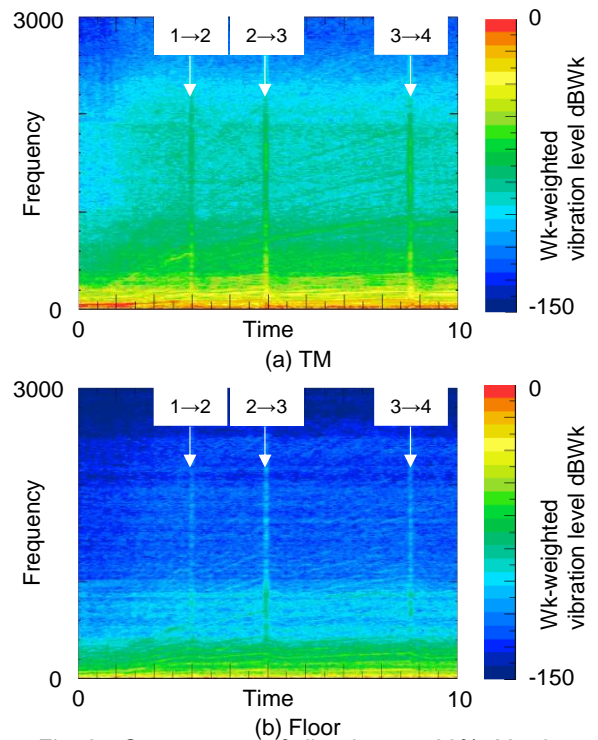 3000
1→2
2→3
3→4
0
Frequency
Wk-weighted
vibration level dBWk
-150
0
0
Time
10
(a) TM
3000
1→2
2→3
3→4
0
Frequency
Wk-weighted
vibration level dBWk
-150
0
0
Time
10
(b) Floor